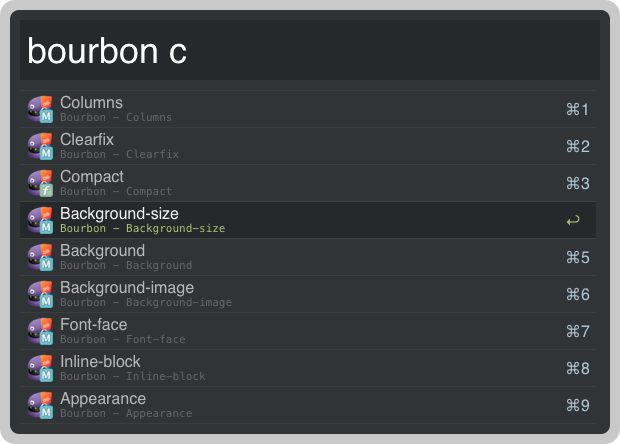 bourbon c
Columns
Bourbon – Columns
⌘1
Clearfix
Bourbon – Clearfix
⌘2
Compact
Bourbon – Compact
⌘3
Background-size
Bourbon – Background-size
↩
Background
Bourbon – Background
⌘5
Background-image
Bourbon – Background-image
⌘6
Font-face
Bourbon – Font-face
⌘7
Inline-block
Bourbon – Inline-block
⌘8
Appearance
Bourbon – Appearance
⌘9